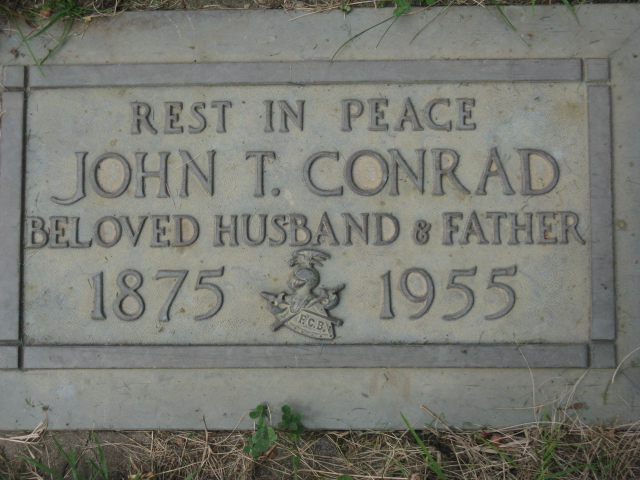 REST IN PEACE
JOHN T. CONRAD
BELOVED HUSBAND & FATHER
1875 1955
F.C.B.